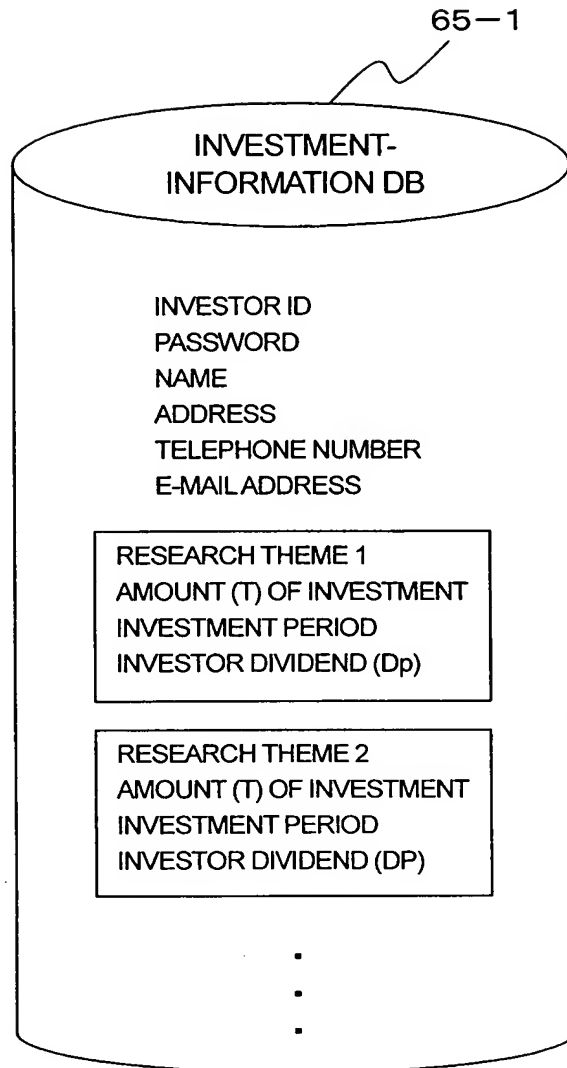 65-1
INVESTMENT-
INFORMATION DB
INVESTOR ID
PASSWORD
NAME
ADDRESS
TELEPHONE NUMBER
E-MAIL ADDRESS
RESEARCH THEME 1
AMOUNT (T) OF INVESTMENT
INVESTMENT PERIOD
INVESTOR DIVIDEND (Dp)
RESEARCH THEME 2
AMOUNT (T) OF INVESTMENT
INVESTMENT PERIOD
INVESTOR DIVIDEND (DP)